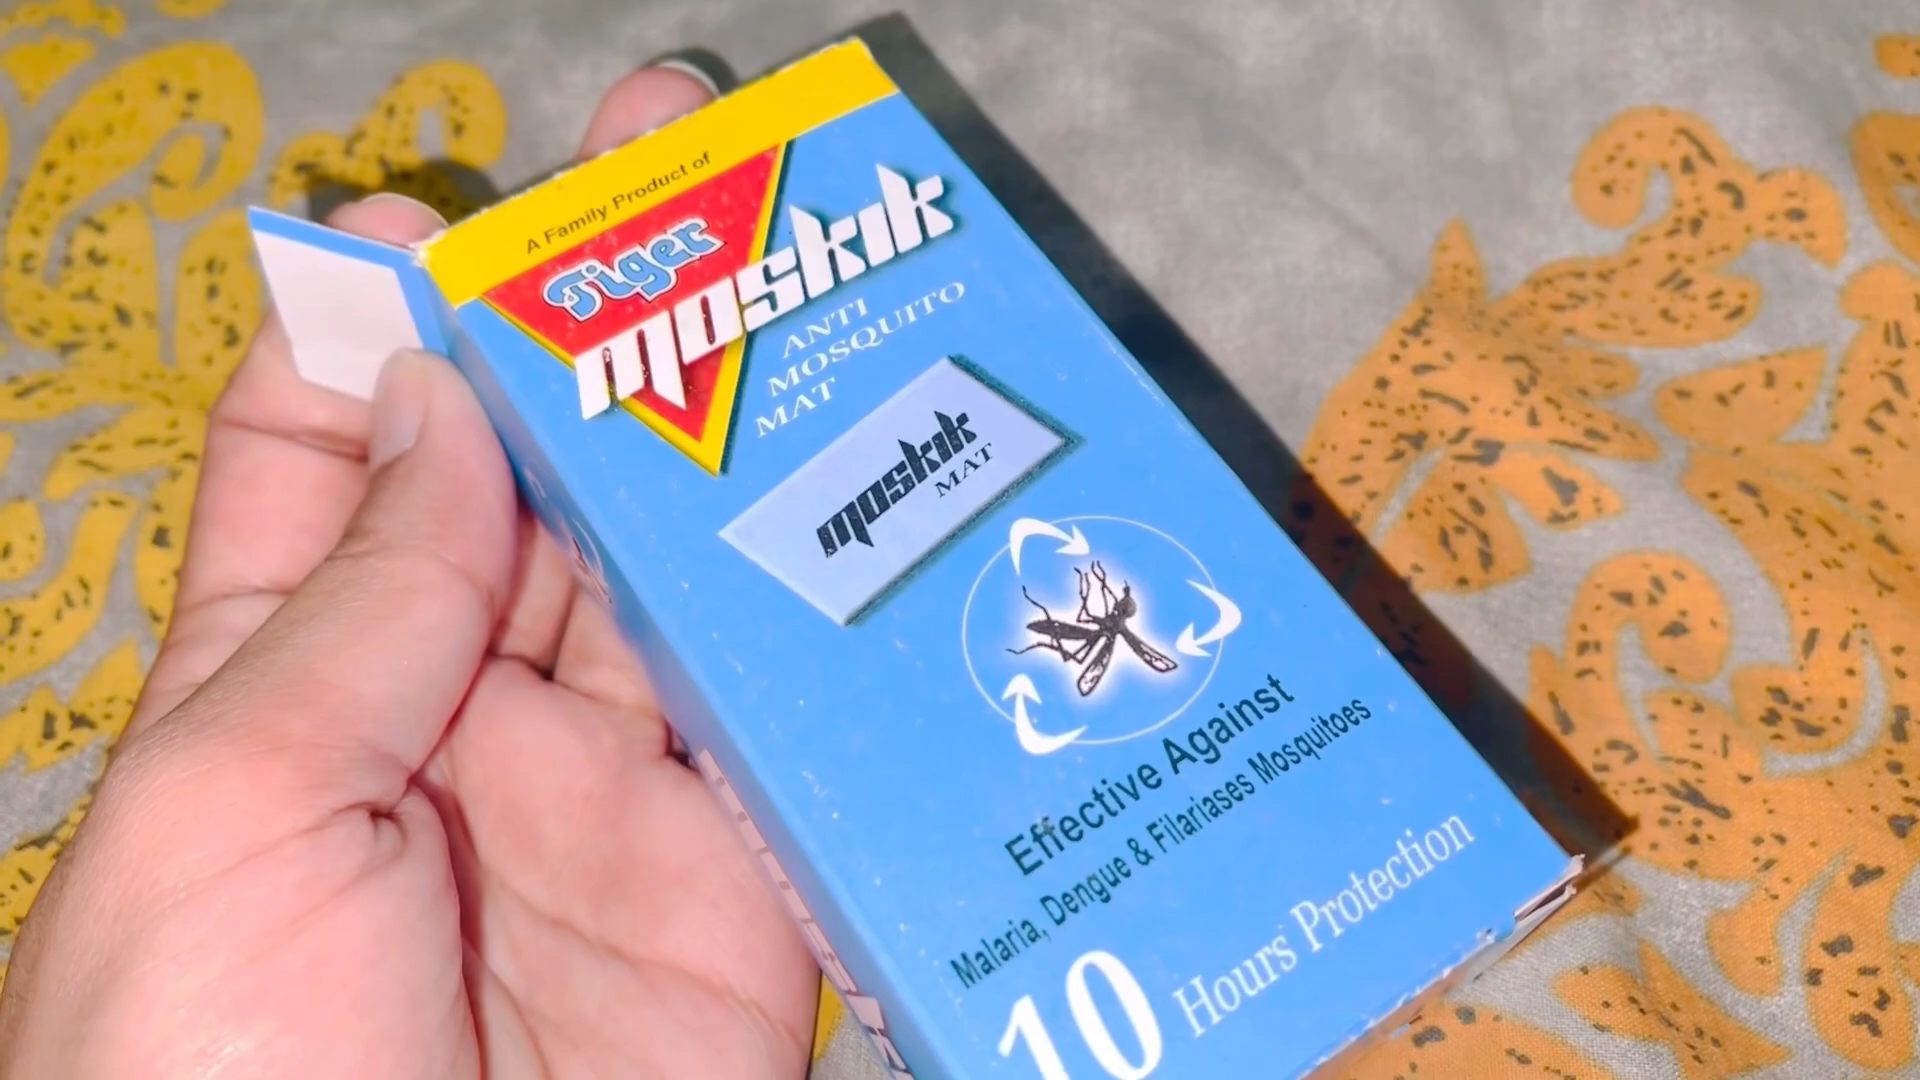 A Family Product of
Tiger
moskik
ANTI
MOSQUITO
MAT
moskik
MAT
Effective Against
Malaria, Dengue & Filariases Mosquitoes
10 Hours Protection